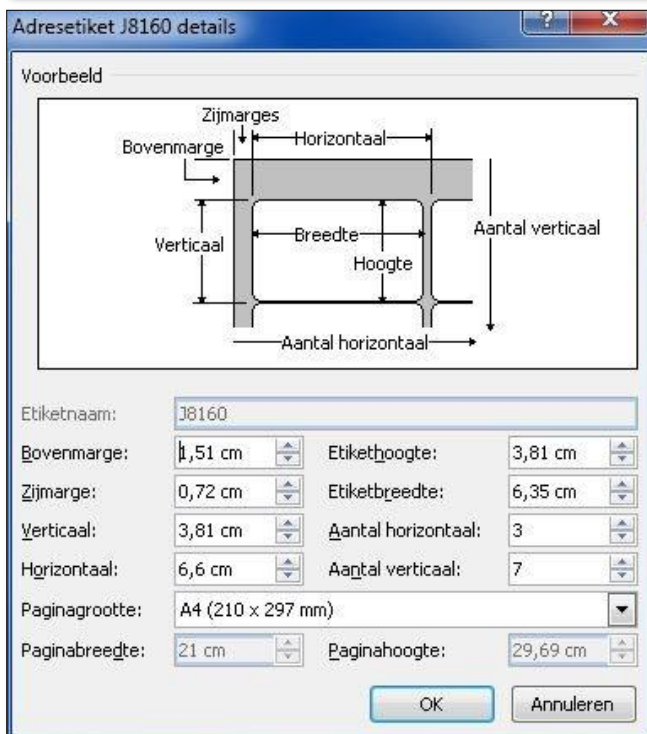 Adresetiket J8160 details
Voorbeeld
Zijmarges
Bovenmarge
Horizontaal
Verticaal
Breedte
Hoogte
Aantal verticaal
Aantal horizontaal
Etiketnaam: J8160
Bovenmarge: 1,51 cm Etikethoogte: 3,81 cm
Zijmarge: 0,72 cm Etiketbreedte: 6,35 cm
Verticaal: 3,81 cm Aantal horizontaal: 3
Horizontaal: 6,6 cm Aantal verticaal: 7
Paginagrootte: A4 (210 x 297 mm)
Paginabreedte: 21 cm Paginahoogte: 29,69 cm
OK Annuleren